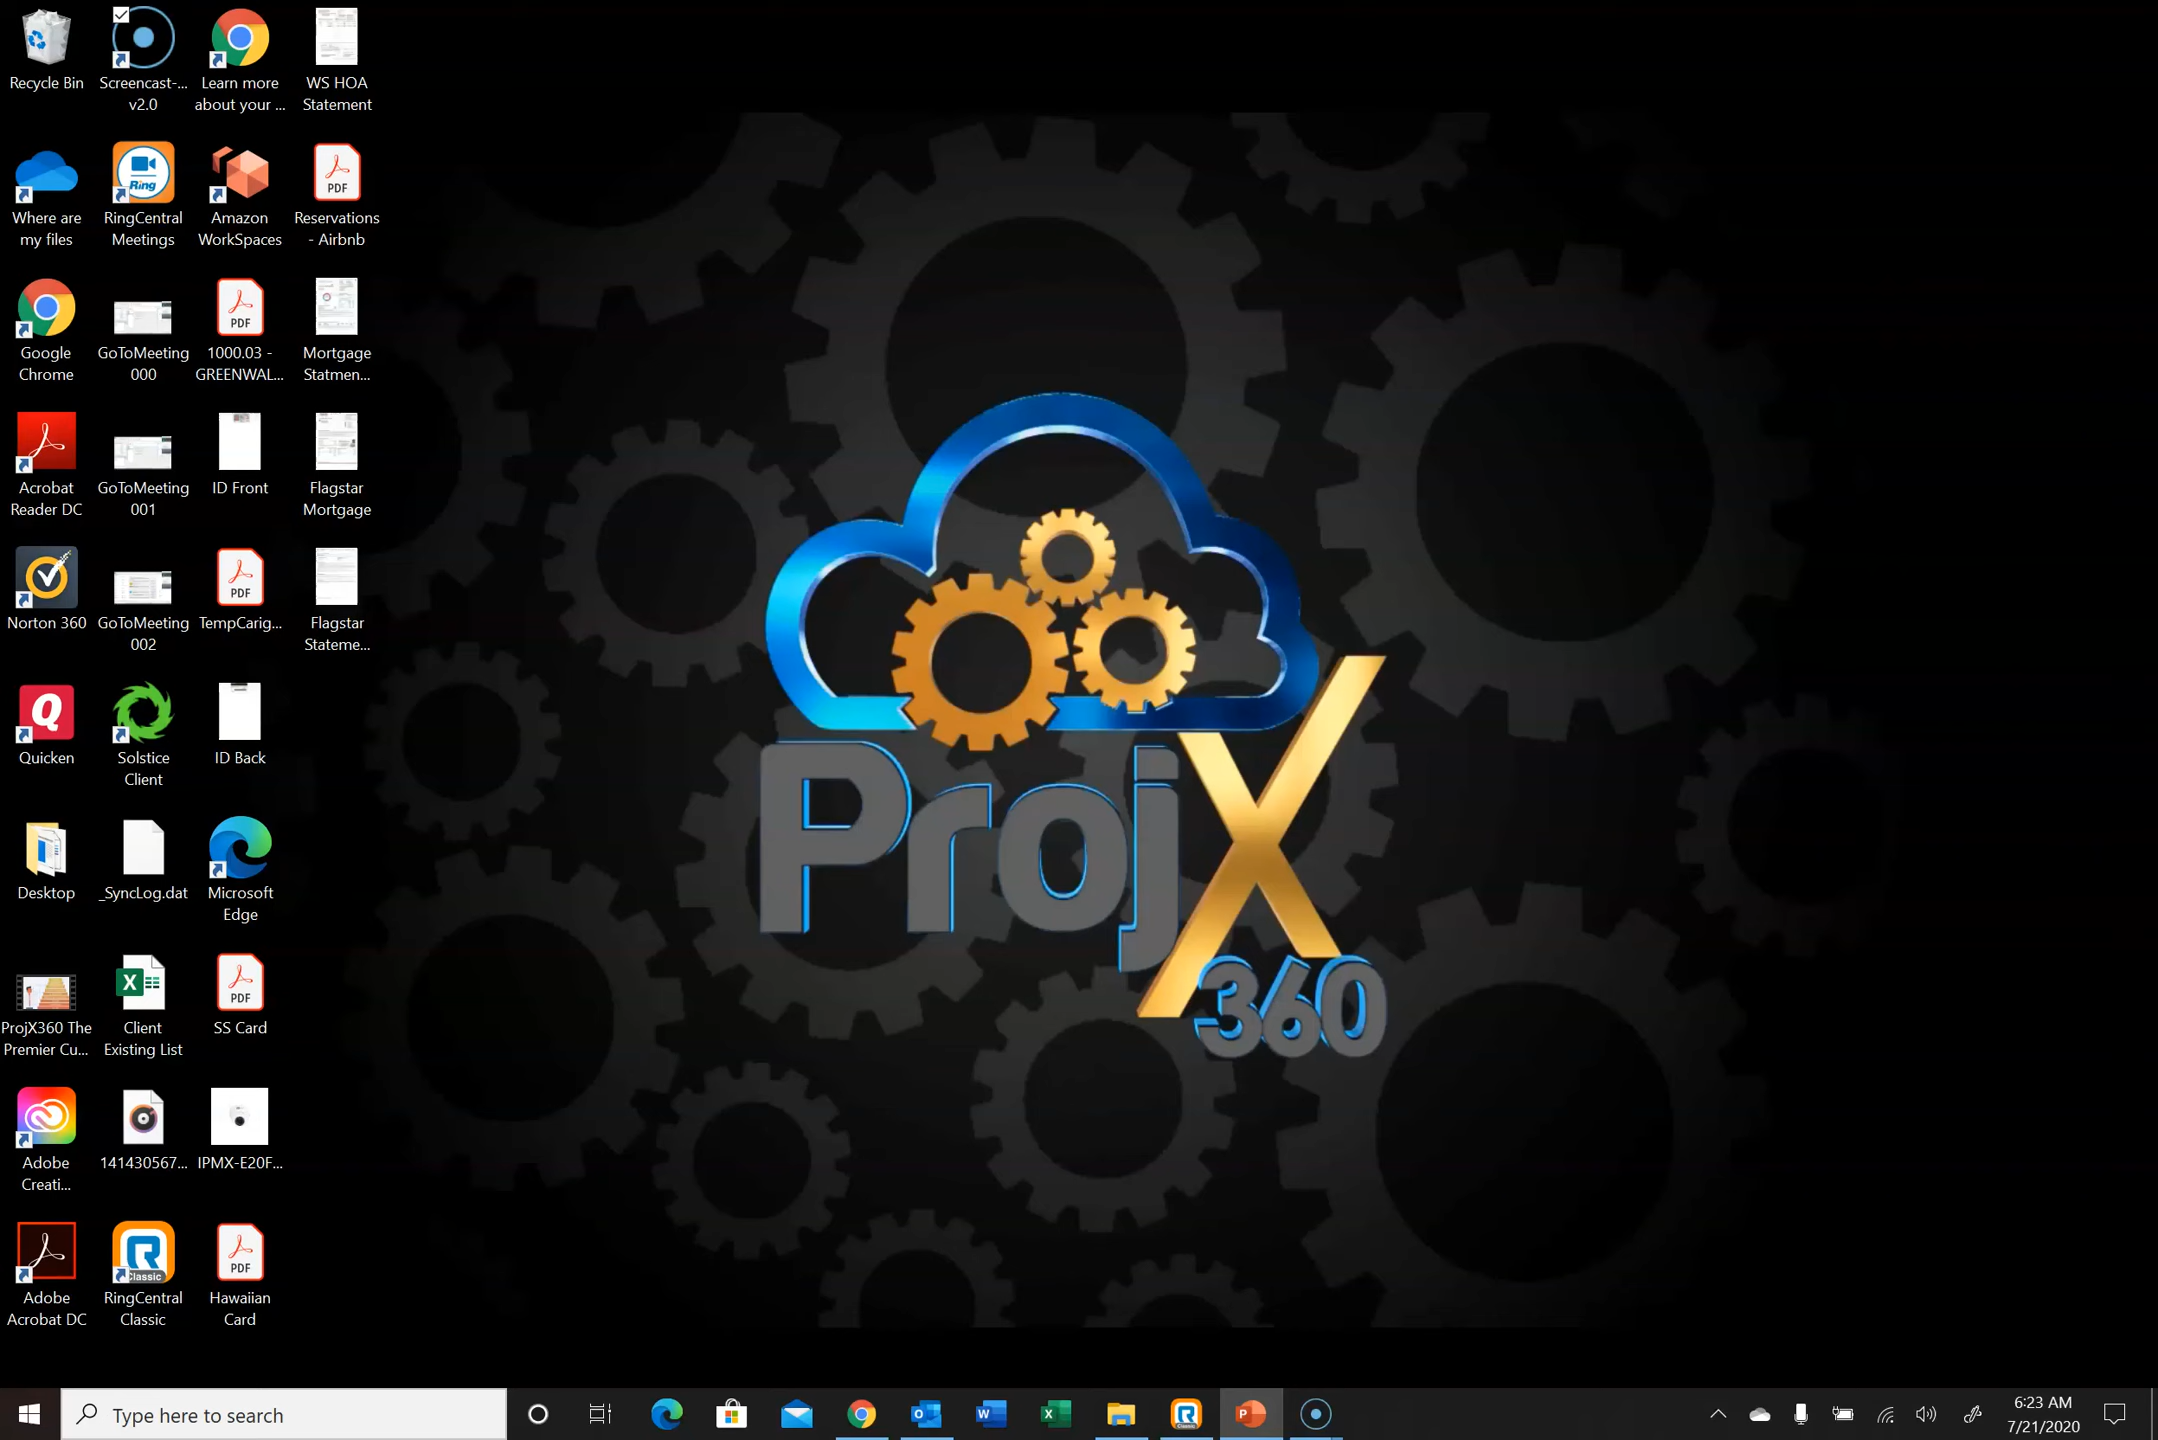 Recycle Bin
Screencast-...
v2.0
Learn more
about your ...
WS HOA
Statement
Where are
my files
Ring
RingCentral
Meetings
Amazon
WorkSpaces
PDF
Reservations
- Airbnb
Google
Chrome
GoToMeeting
000
PDF
1000.03 -
GREENWAL...
Mortgage
Statmen...
Acrobat
Reader DC
GoToMeeting
001
ID Front
Flagstar
Mortgage
Norton 360
GoToMeeting
002
PDF
TempCarig...
Flagstar
Stateme...
Q
Quicken
Solstice
Client
ID Back
Desktop
_SyncLog.dat
Microsoft
Edge
ProjX360 The
Premier Cu...
X
Client
Existing List
PDF
SS Card
Adobe
Creati...
141430567...
IPMX-E20F...
Adobe
Acrobat DC
R
Classic
RingCentral
Classic
PDF
Hawaiian
Card
ProjX
360
Type here to search
O
W
X
R
Classic
P
6:23 AM
7/21/2020